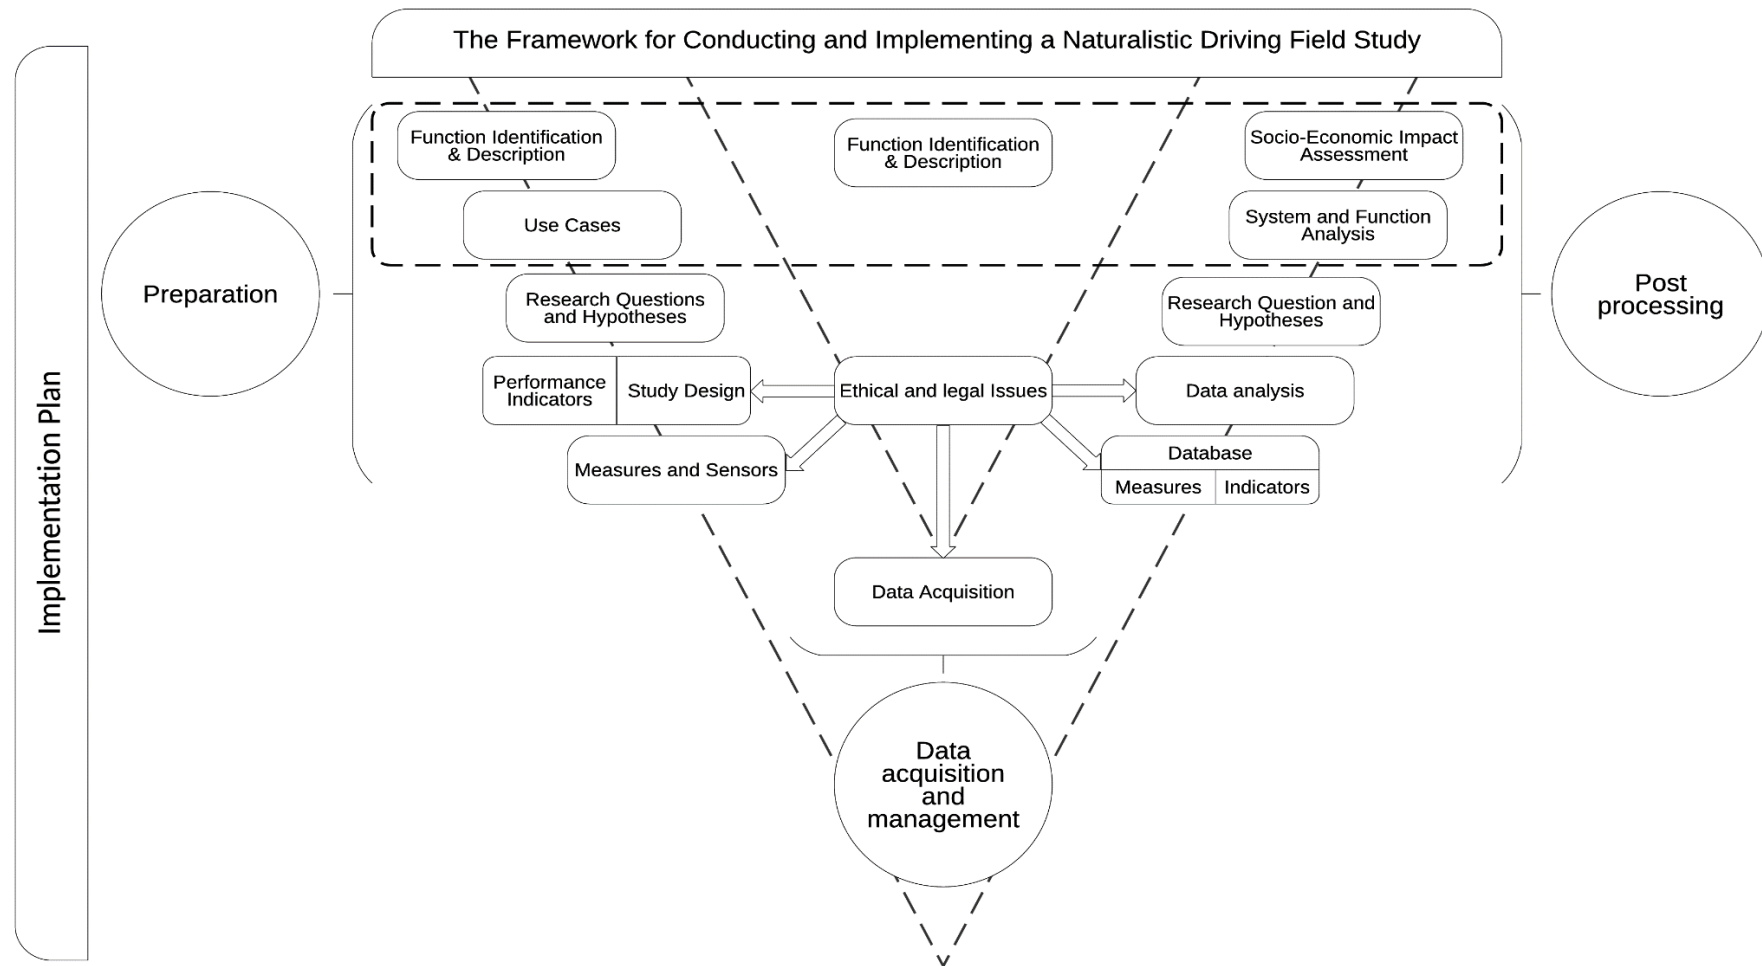 The Framework for Conducting and Implementing a Naturalistic Driving Field Study
Implementation Plan
Preparation
Function Identification
& Description
Use Cases
Research Questions
and Hypotheses
Performance
Indicators
Study Design
Measures and Sensors
Function Identification
& Description
Ethical and legal Issues
Data Acquisition
Data
acquisition
and
management
Socio-Economic Impact
Assessment
System and Function
Analysis
Research Question and
Hypotheses
Data analysis
Database
Measures
Indicators
Post
processing